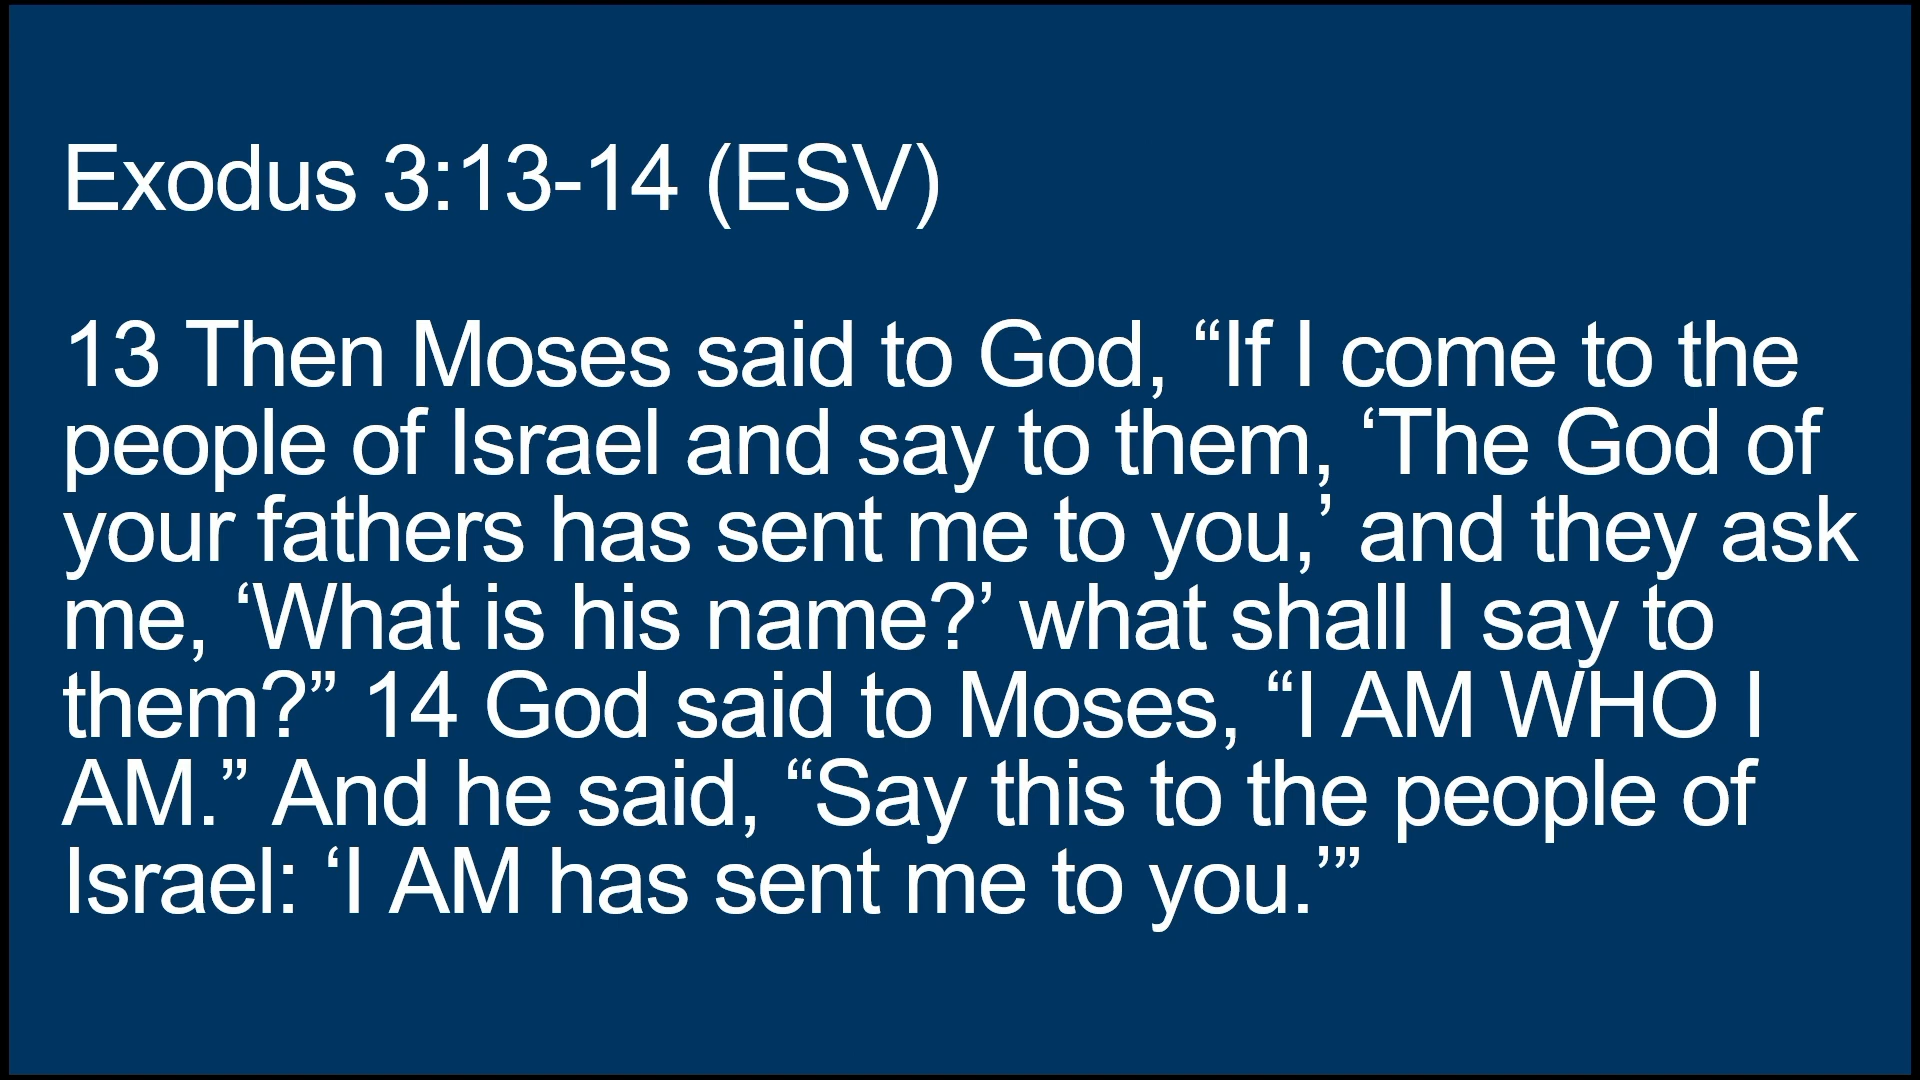 Exodus 3:13-14 (ESV)
13 Then Moses said to God, “If I come to the
people of Israel and say to them, ‘The God of
your fathers has sent me to you,’ and they ask
me, ‘What is his name?’ what shall I say to
them?” 14 God said to Moses, “I AM WHO I
AM.” And he said, “Say this to the people of
Israel: ‘I AM has sent me to you.’”